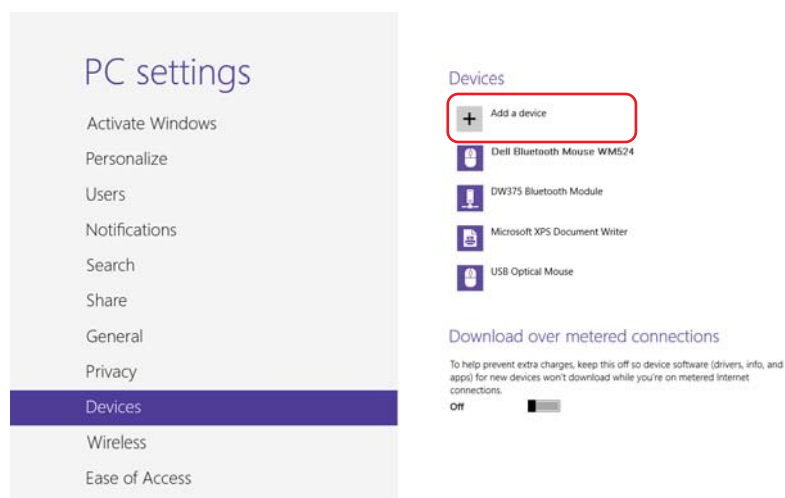 PC settings
Activate Windows
Personalize
Users
Notifications
Search
Share
General
Privacy
Devices
Wireless
Ease of Access
Devices
Add a device
Dell Bluetooth Mouse WM524
DW375 Bluetooth Module
Microsoft XPS Document Writer
USB Optical Mouse
Download over metered connections
To help prevent extra charges, keep this off so device software (drivers, info, and
apps) for new devices won't download while you're on metered Internet
connections.
Off